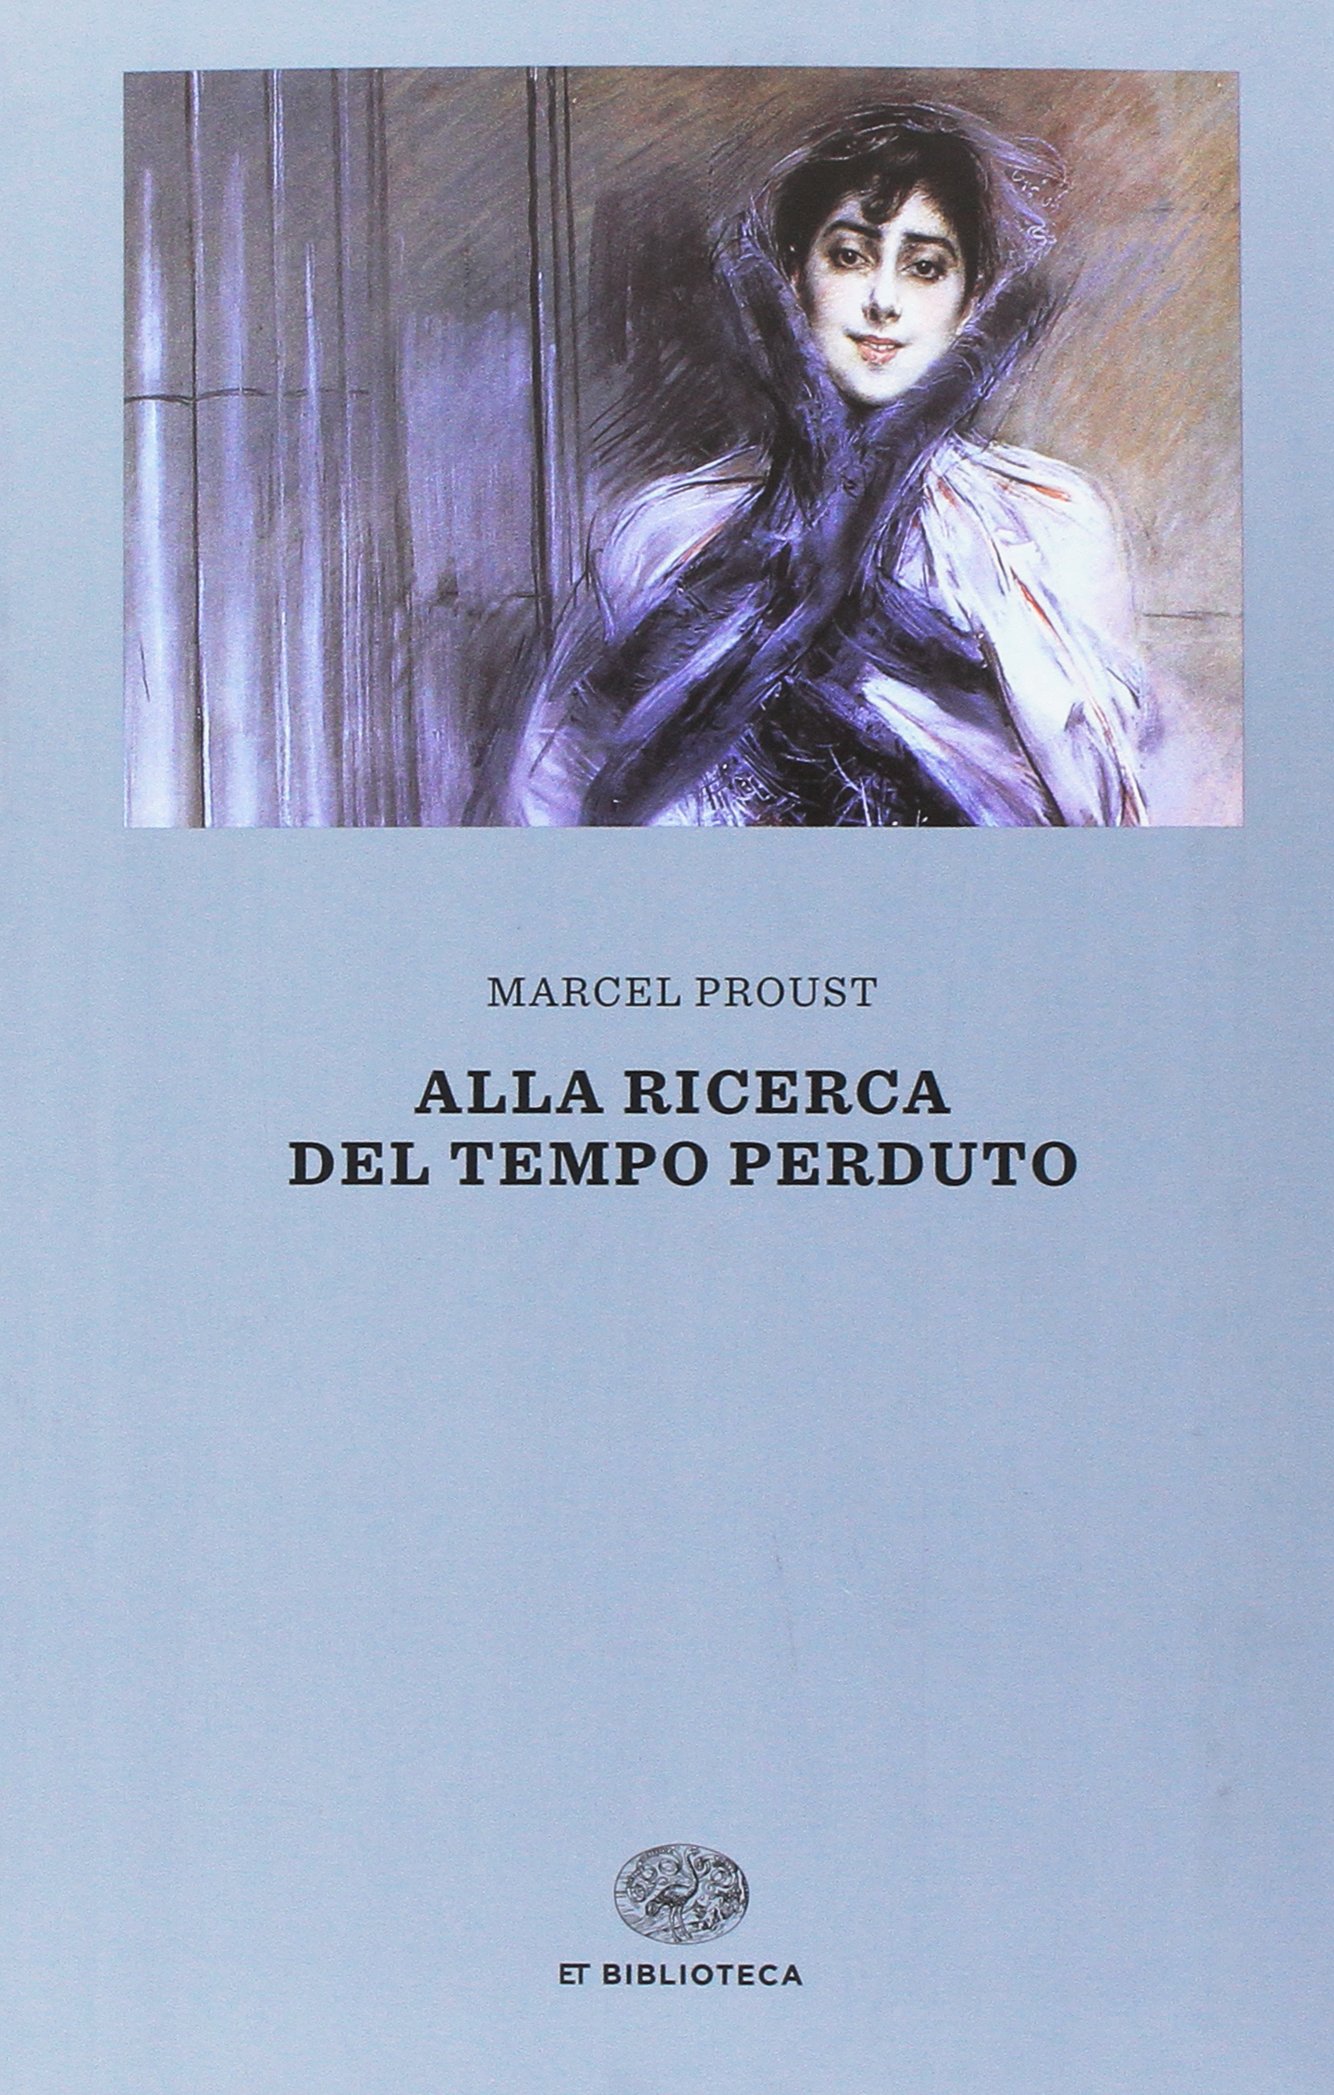 MARCEL PROUST
ALLA RICERCA
DEL TEMPO PERDUTO
ET BIBLIOTECA